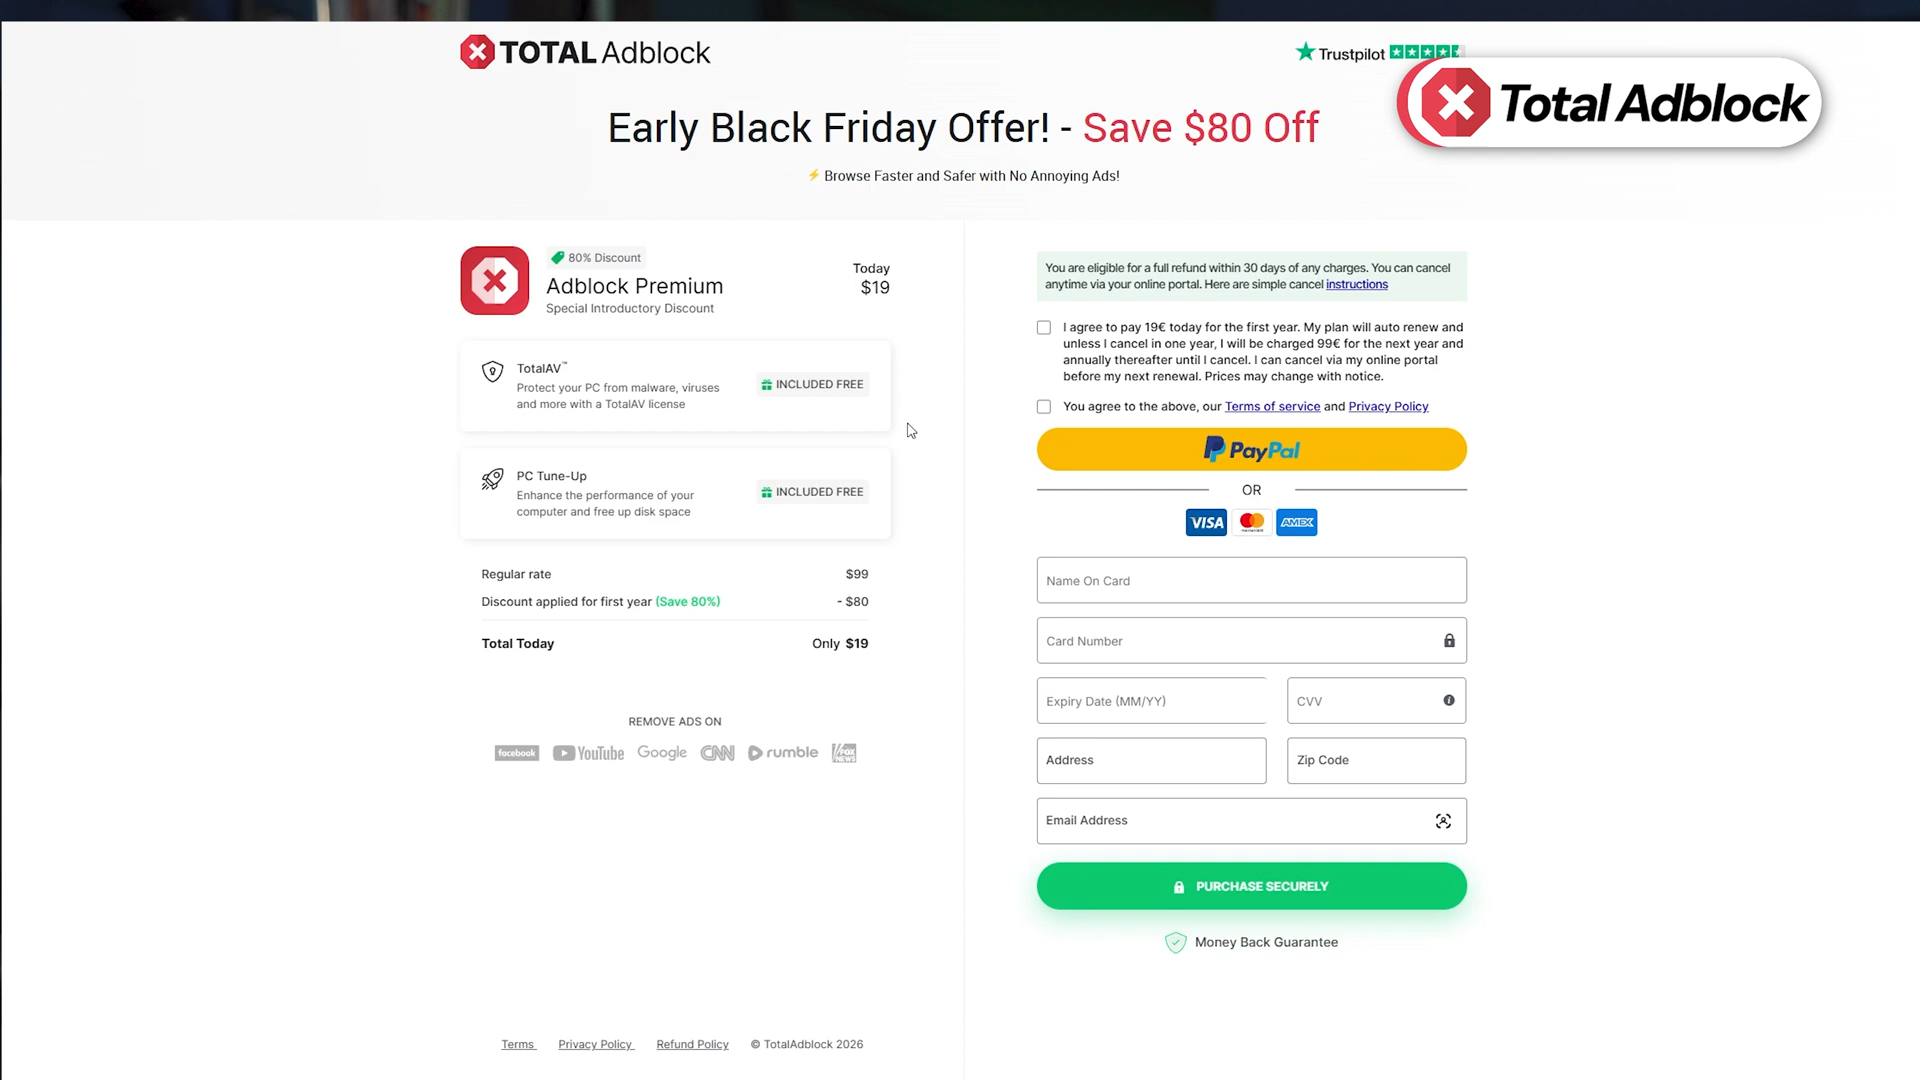 TOTAL Adblock
Trustpilot
Total Adblock
Early Black Friday Offer! - Save $80 Off
⚡ Browse Faster and Safer with No Annoying Ads!
80% Discount
Adblock Premium
Special Introductory Discount
Today
$19
TotalAV™
Protect your PC from malware, viruses
and more with a TotalAV license
INCLUDED FREE
PC Tune-Up
Enhance the performance of your
computer and free up disk space
INCLUDED FREE
Regular rate $99
Discount applied for first year (Save 80%) - $80
Total Today Only $19
REMOVE ADS ON
facebook YouTube Google CNN rumble FOX NEWS
You are eligible for a full refund within 30 days of any charges. You can cancel
anytime via your online portal. Here are simple cancel instructions
I agree to pay 19€ today for the first year. My plan will auto renew and
unless I cancel in one year, I will be charged 99€ for the next year and
annually thereafter until I cancel. I can cancel via my online portal
before my next renewal. Prices may change with notice.
You agree to the above, our Terms of service and Privacy Policy
PayPal
OR
VISA mastercard AMEX
Name On Card
Card Number
Expiry Date (MM/YY) CVV
Address Zip Code
Email Address
PURCHASE SECURELY
Money Back Guarantee
Terms Privacy Policy Refund Policy © TotalAdblock 2026